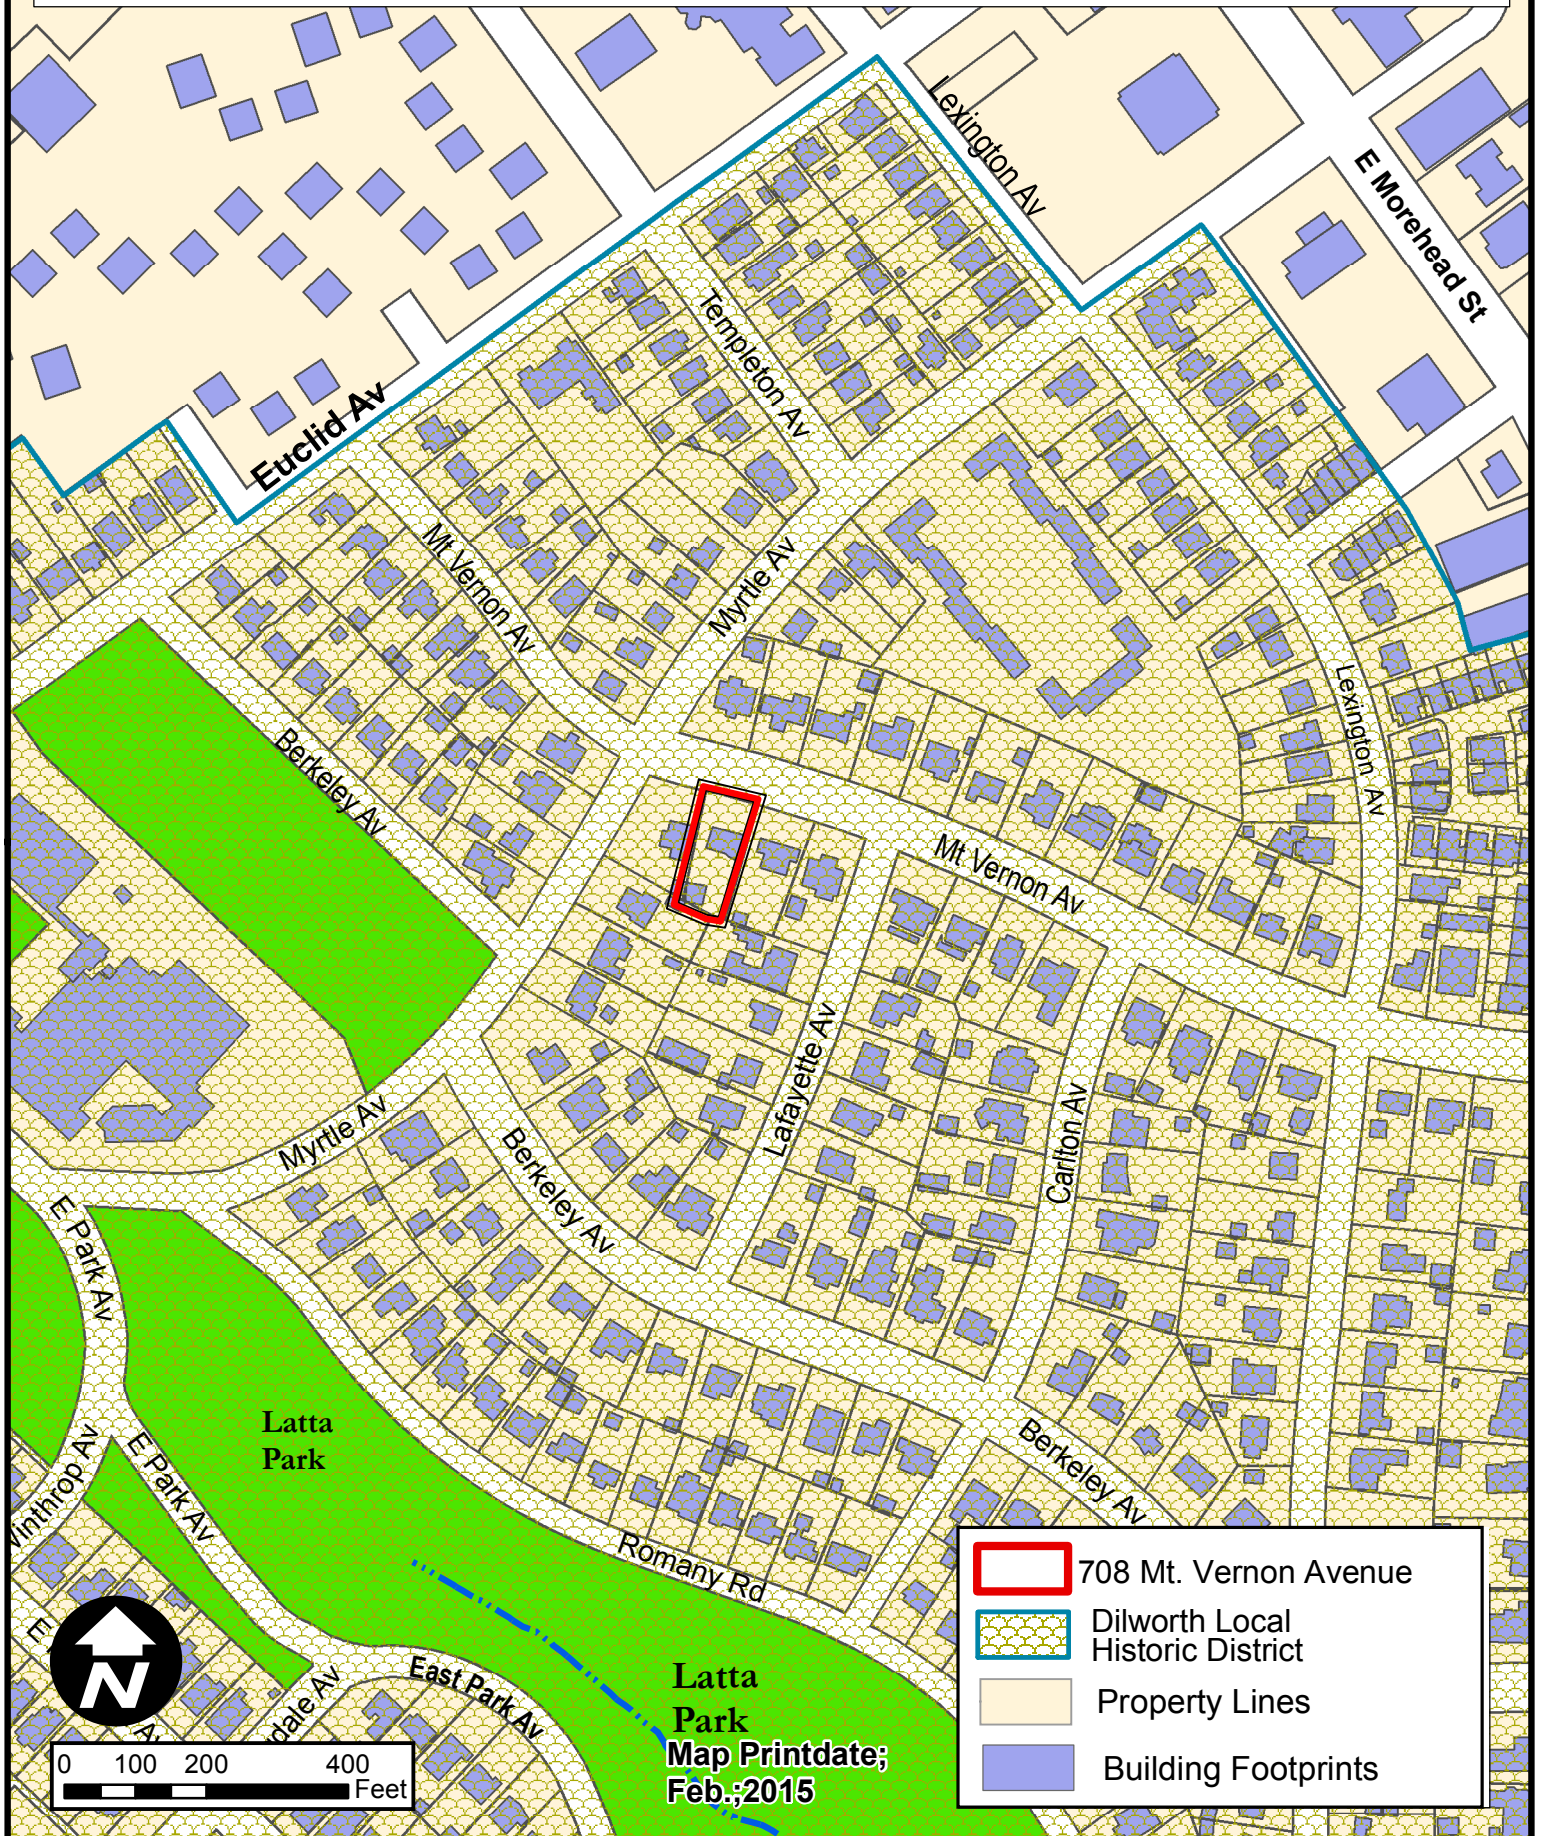 Lexington Av
E Morehead St
Euclid Av
Templeton Av
Mt Vernon Av
Myrtle Av
Lexington Av
Berkeley Av
Mt Vernon Av
Lafayette Av
Carlton Av
Myrtle Av
Berkeley Av
E Park Av
Latta
Park
E Park Av
Berkeley Av
Romany Rd
East Park Av
Latta
Park
Map Printdate;
Feb.;2015
N
0 100 200 400
Feet
708 Mt. Vernon Avenue
Dilworth Local
Historic District
Property Lines
Building Footprints